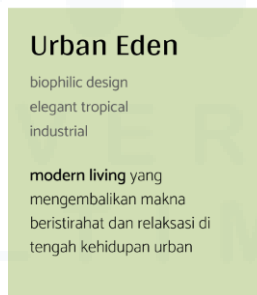 Urban Eden
biophilic design
elegant tropical
industrial
modern living yang
mengembalikan makna
beristirahat dan relaksasi di
tengah kehidupan urban